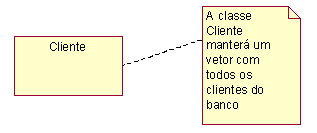 Cliente
A classe
Cliente
manterá um
vetor com
todos os
clientes do
banco